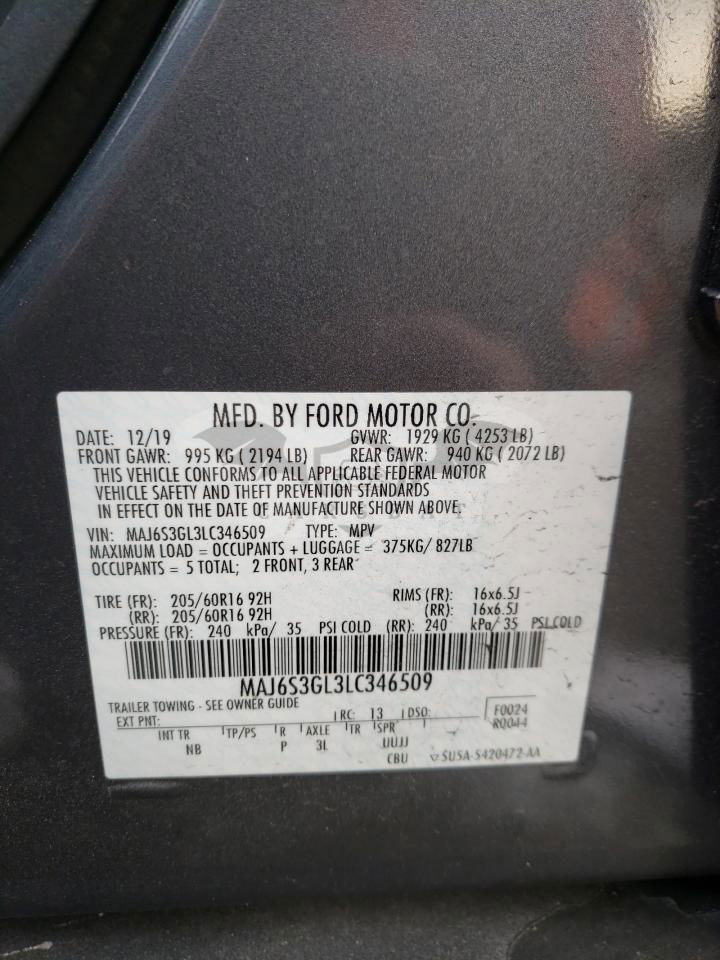 MFD. BY FORD MOTOR CO.
DATE: 12/19 GVWR: 1929 KG ( 4253 LB)
FRONT GAWR: 995 KG ( 2194 LB) REAR GAWR: 940 KG ( 2072 LB)
THIS VEHICLE CONFORMS TO ALL APPLICABLE FEDERAL MOTOR
VEHICLE SAFETY AND THEFT PREVENTION STANDARDS
IN EFFECT ON THE DATE OF MANUFACTURE SHOWN ABOVE.
VIN: MAJ6S3GL3LC346509 TYPE: MPV
MAXIMUM LOAD = OCCUPANTS + LUGGAGE = 375KG/ 827LB
OCCUPANTS = 5 TOTAL; 2 FRONT, 3 REAR
TIRE (FR): 205/60R16 92H RIMS (FR): 16x6.5J
(RR): 205/60R16 92H (RR): 16x6.5J
PRESSURE (FR): 240 kPa/ 35 PSI COLD (RR): 240 kPa/ 35 PSI COLD
MAJ6S3GL3LC346509
TRAILER TOWING - SEE OWNER GUIDE
EXT PNT: RC: 13 DSO: F0024
RQ044
INT TR TP/PS R AXLE TR SPR
NB P 3L UUJJ
CBU SU5A-5420472-AA